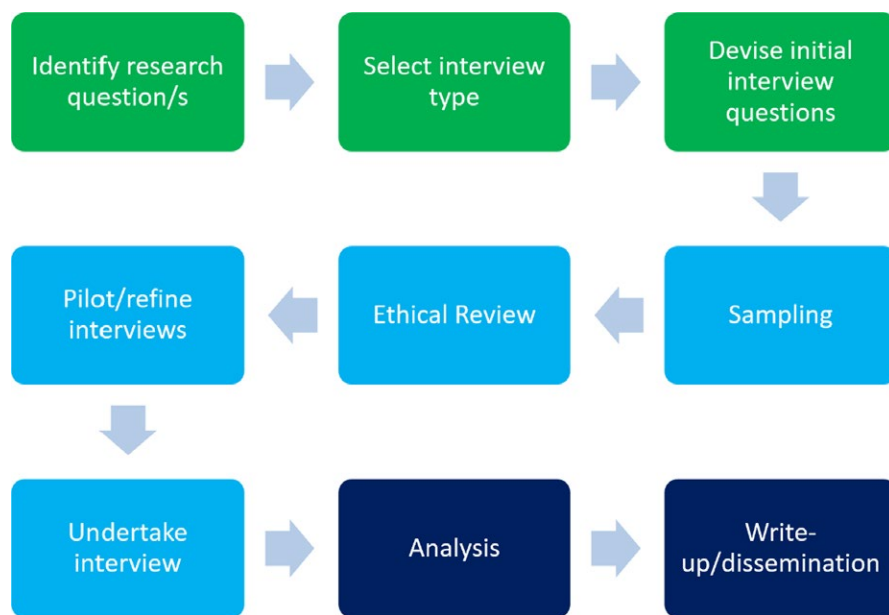 Identify research
question/s
Select interview
type
Devise initial
interview
questions
Sampling
Ethical Review
Pilot/refine
interviews
Undertake
interview
Analysis
Write-
up/dissemination